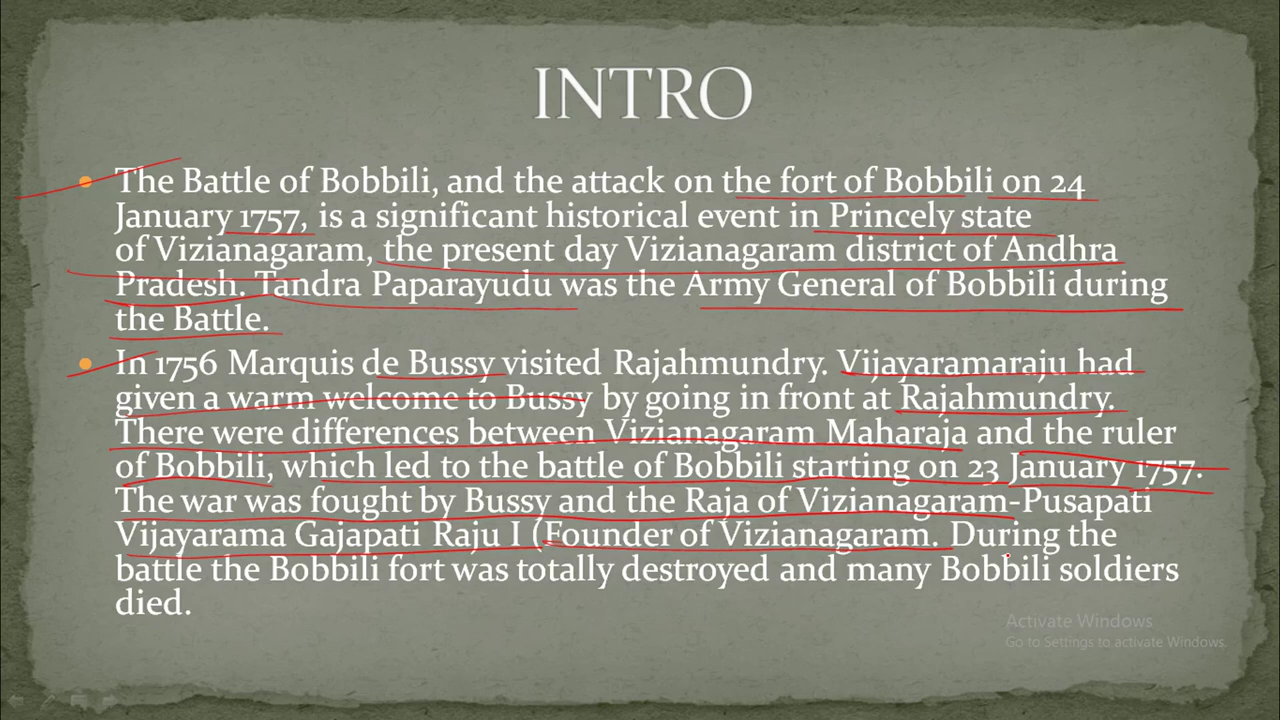 INTRO
The Battle of Bobbili, and the attack on the fort of Bobbili on 24
January 1757, is a significant historical event in Princely state
of Vizianagaram, the present day Vizianagaram district of Andhra
Pradesh. Tandra Paparayudu was the Army General of Bobbili during
the Battle.
In 1756 Marquis de Bussy visited Rajahmundry. Vijayaramaraju had
given a warm welcome to Bussy by going in front at Rajahmundry.
There were differences between Vizianagaram Maharaja and the ruler
of Bobbili, which led to the battle of Bobbili starting on 23 January 1757.
The war was fought by Bussy and the Raja of Vizianagaram-Pusapati
Vijayarama Gajapati Raju I (Founder of Vizianagaram. During the
battle the Bobbili fort was totally destroyed and many Bobbili soldiers
died.
Activate Windows
Go to Settings to activate Windows.